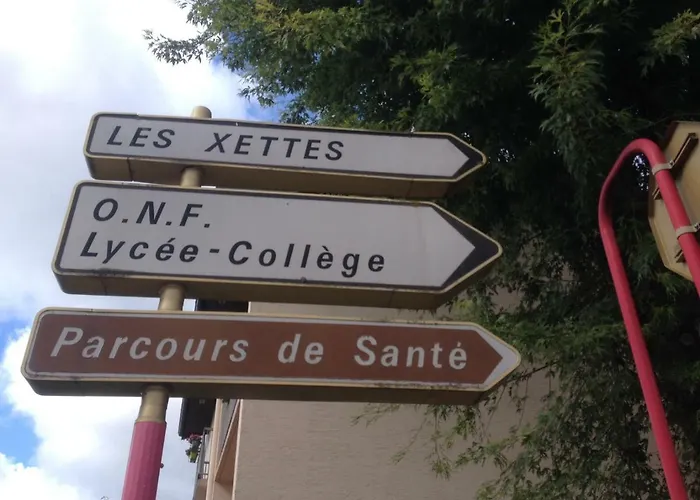 LES XETTES
O.N.F.
Lycée-Collège
Parcours de Santé